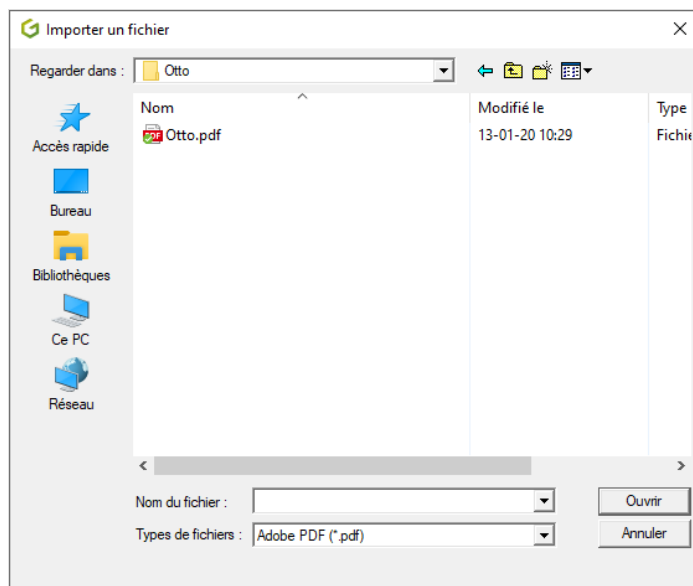 Importer un fichier
Regarder dans : Otto
Nom Modifié le Type
Otto.pdf 13-01-20 10:29 Fichie
Accès rapide
Bureau
Bibliothèques
Ce PC
Réseau
Nom du fichier : Ouvrir
Types de fichiers : Adobe PDF (*.pdf) Annuler